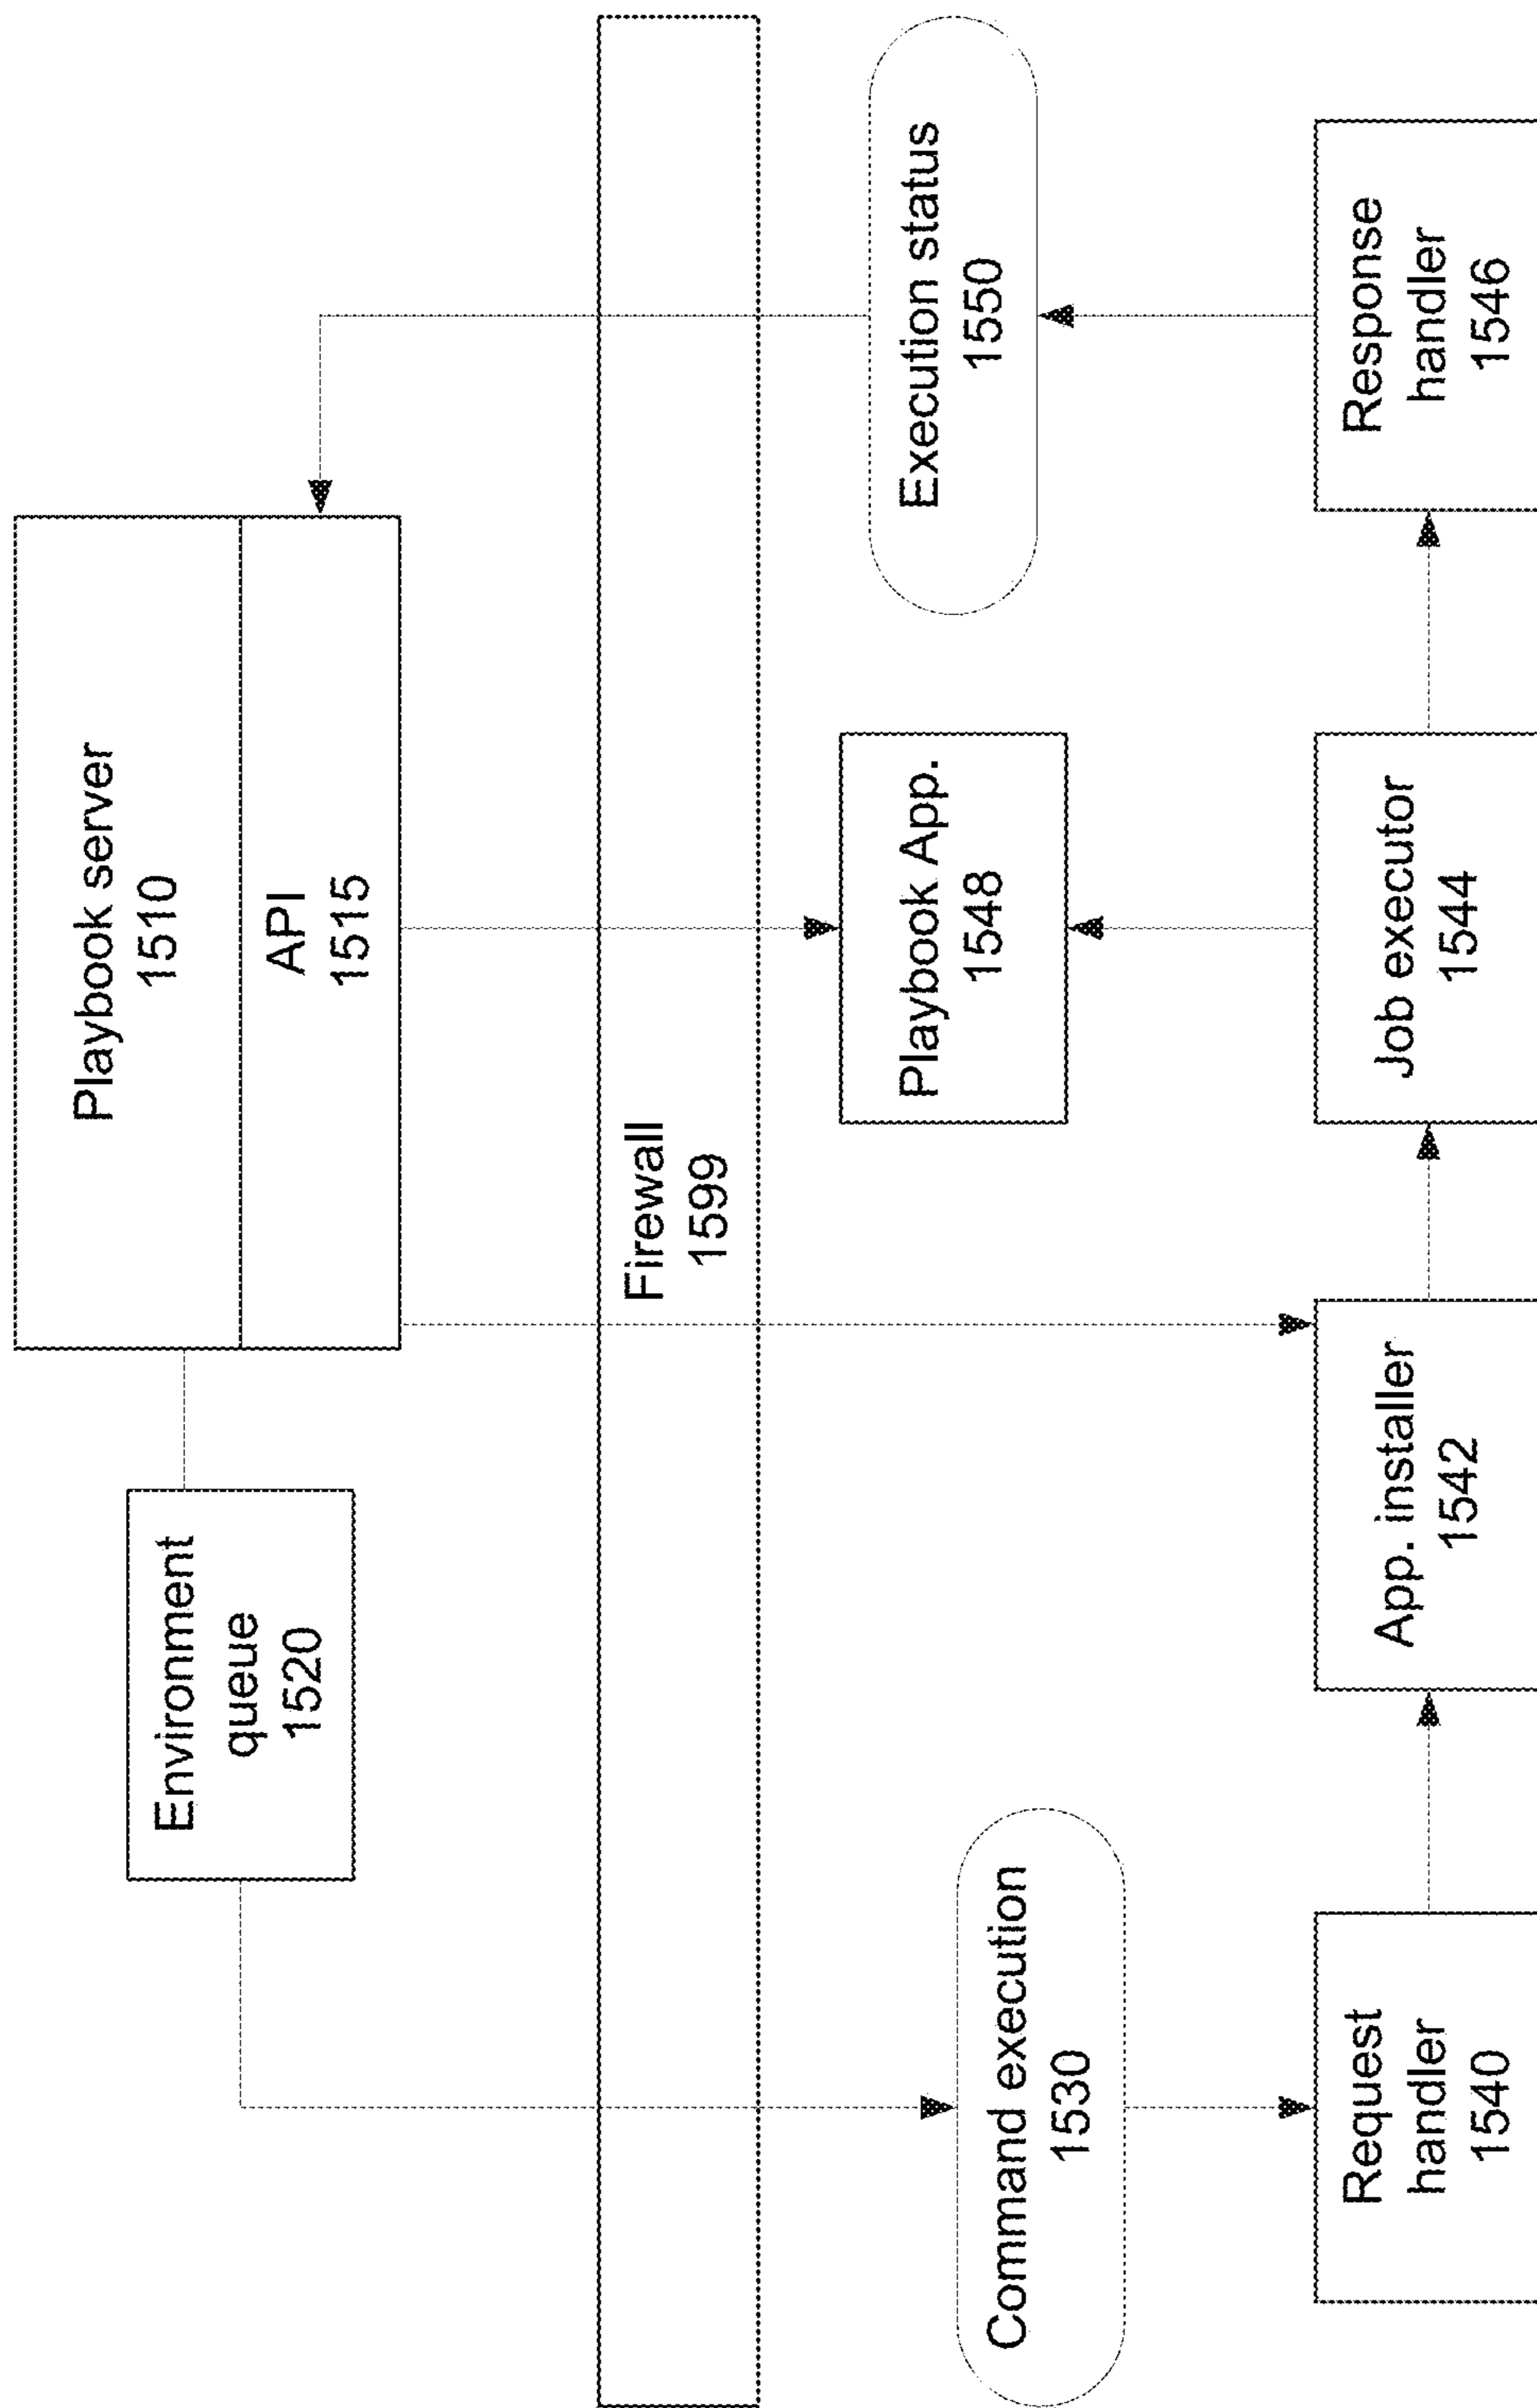 Playbook server
1510
API
1515
Environment
queue
1520
Firewall
1599
Command execution
1530
Playbook App.
1548
Execution status
1550
Request
handler
1540
App. installer
1542
Job executor
1544
Response
handler
1546